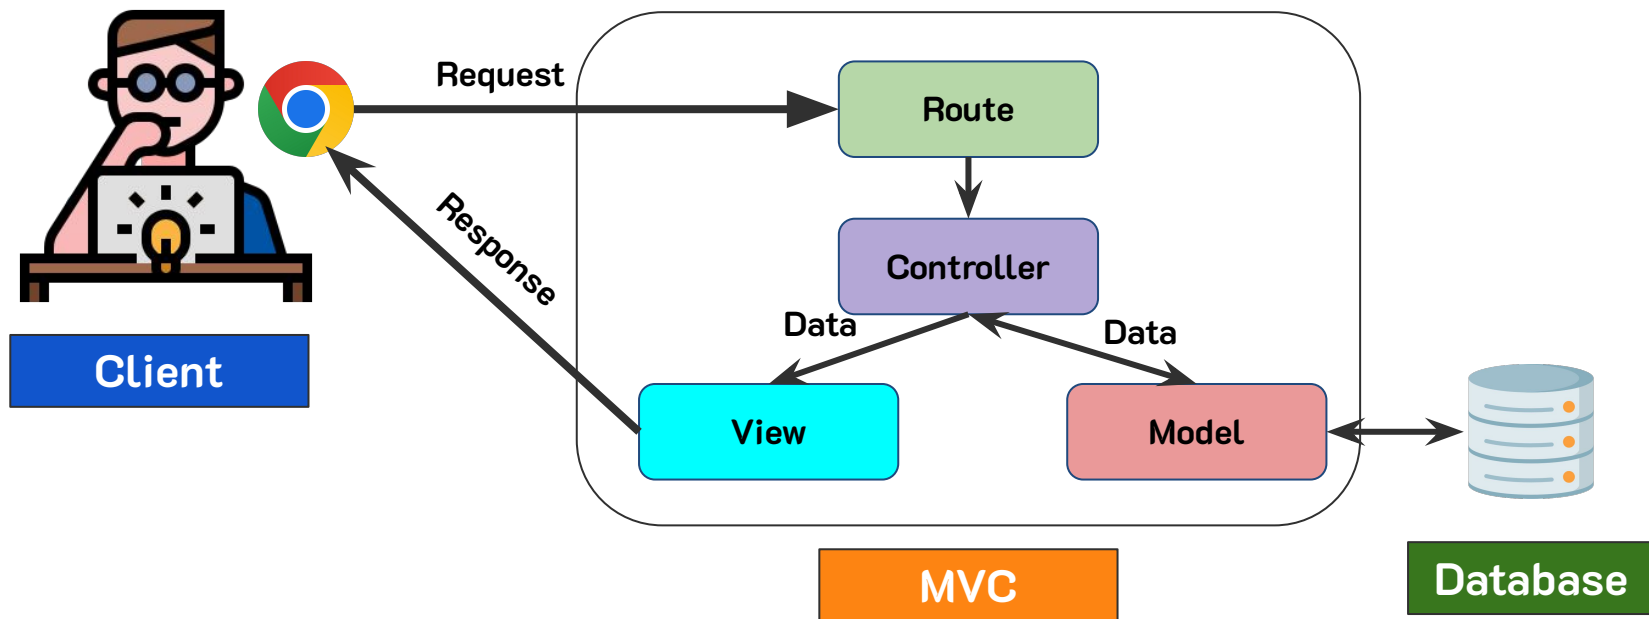 Request
Route
Response
Controller
Data
Data
Client
View
Model
MVC
Database